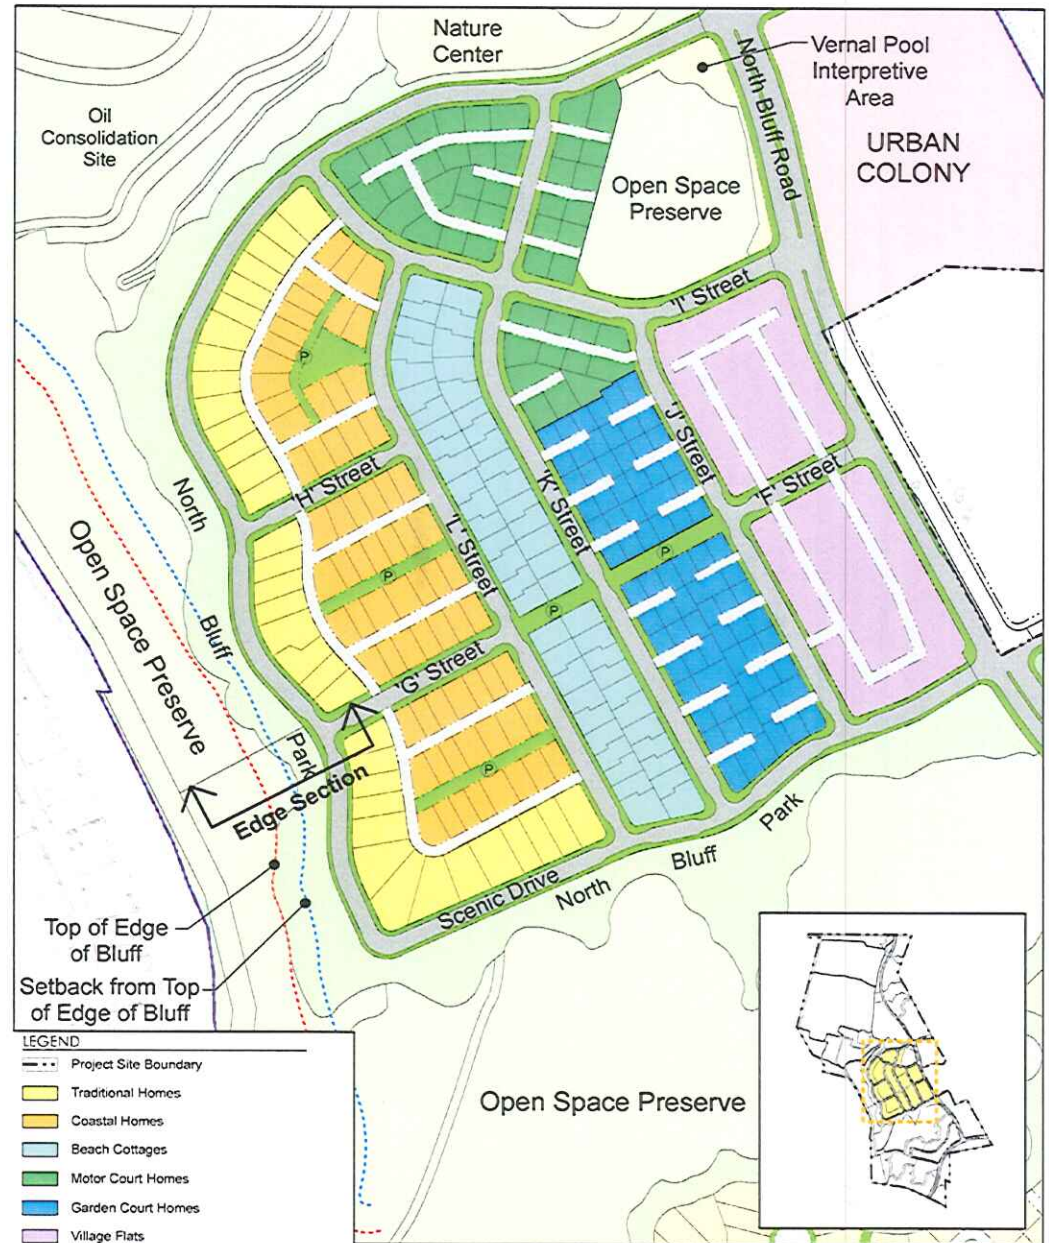 Nature
Center
Vernal Pool
Interpretive
Area
North Bluff Road
Oil
Consolidation
Site
URBAN
COLONY
Open Space
Preserve
'I' Street
P
'J' Street
'H' Street
'F' Street
'K' Street
'L' Street
North
Bluff
Park
Open Space Preserve
P
P
P
'G' Street
P
Edge Section
Scenic Drive
North
Bluff
Park
Top of Edge
of Bluff
Setback from Top
of Edge of Bluff
Open Space Preserve
LEGEND
Project Site Boundary
Traditional Homes
Coastal Homes
Beach Cottages
Motor Court Homes
Garden Court Homes
Village Flats